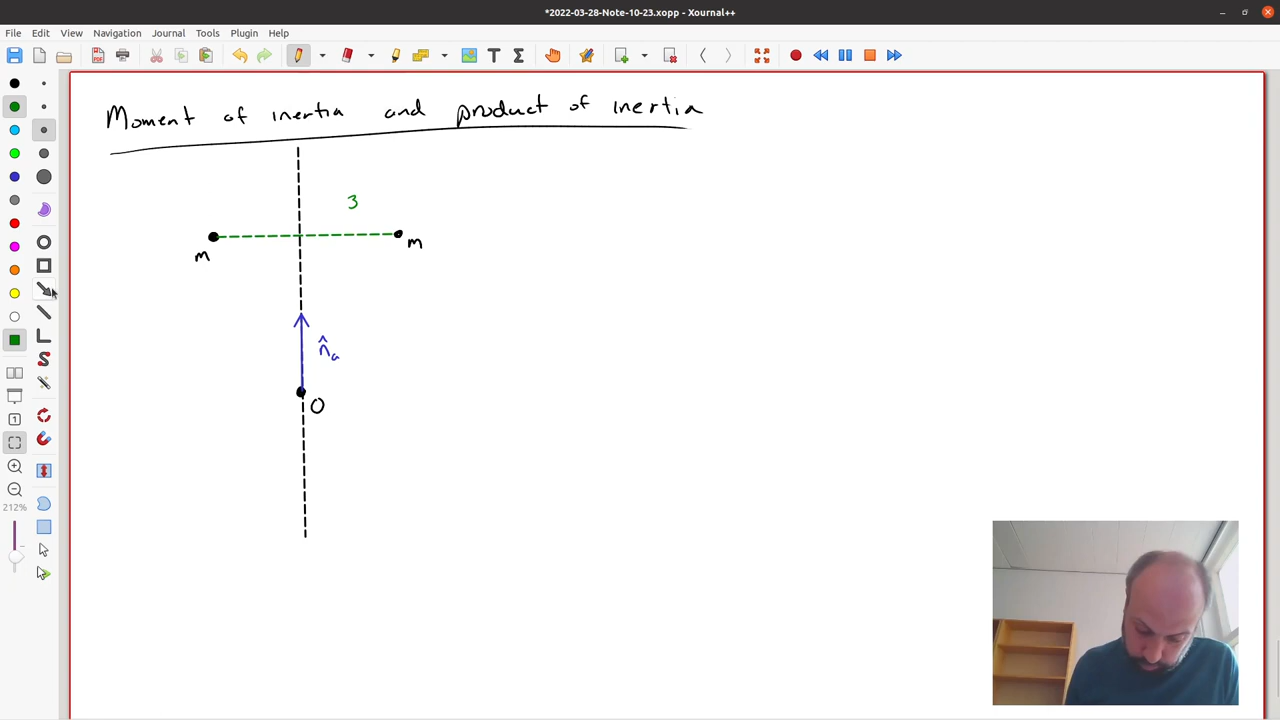 *2022-03-28-Note-10-23.xopp - Xournal++
File Edit View Navigation Journal Tools Plugin Help
Moment of inertia and product of inertia
3
m
m
n̂ₐ
O
1
212%